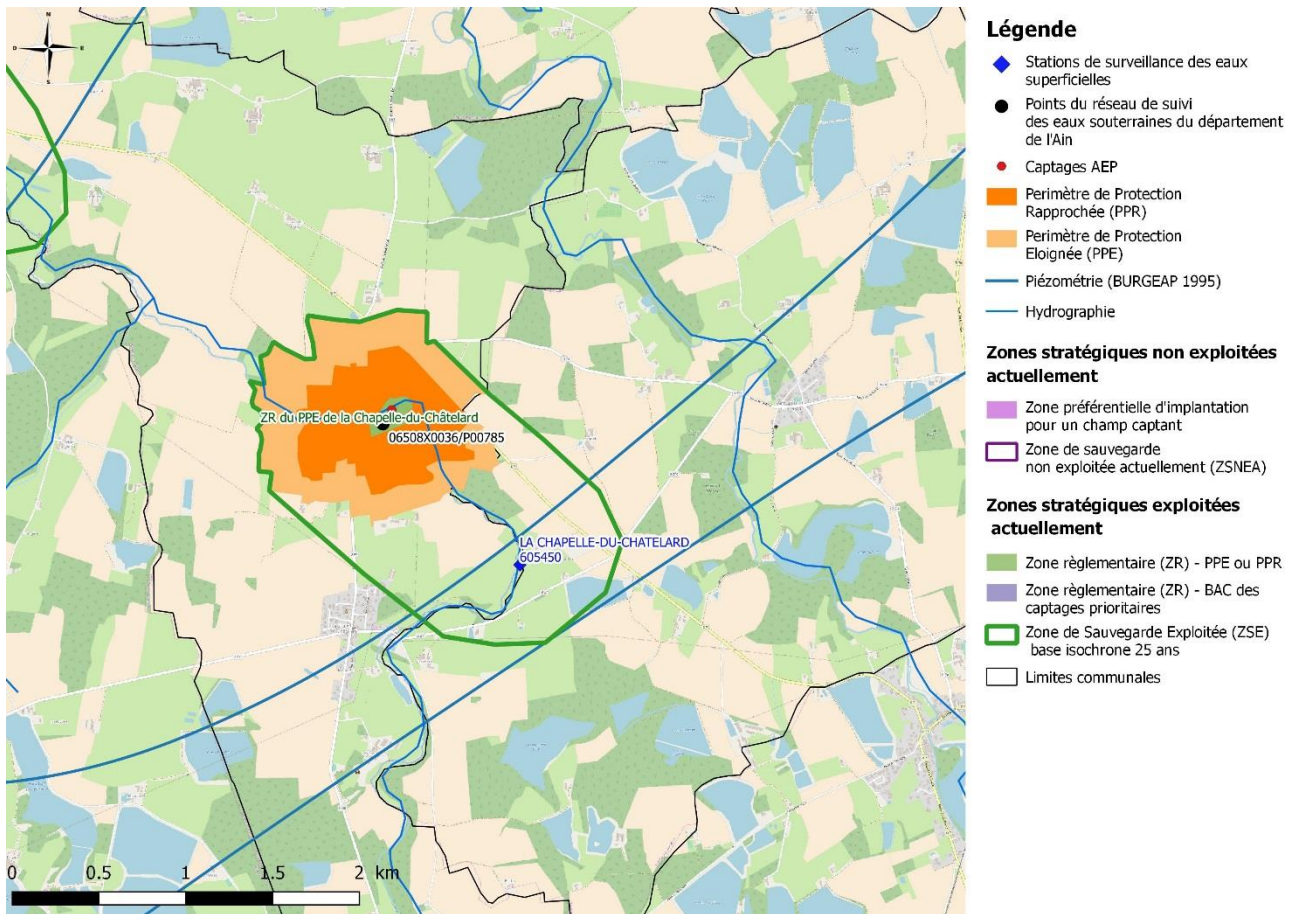 N
O
E
S
ZR du PPE de la Chapelle-du-Châtelard
06508X0036/P00785
LA CHAPELLE-DU-CHATELARD
605450
0 0.5 1 1.5 2 km
Légende
Stations de surveillance des eaux
superficielles
Points du réseau de suivi
des eaux souterraines du département
de l'Ain
Captages AEP
Perimètre de Protection
Rapprochée (PPR)
Perimètre de Protection
Eloignée (PPE)
Piézométrie (BURGEAP 1995)
Hydrographie
Zones stratégiques non exploitées
actuellement
Zone préférentielle d'implantation
pour un champ captant
Zone de sauvegarde
non exploitée actuellement (ZSNEA)
Zones stratégiques exploitées
actuellement
Zone règlementaire (ZR) - PPE ou PPR
Zone règlementaire (ZR) - BAC des
captages prioritaires
Zone de Sauvegarde Exploitée (ZSE)
base isochrone 25 ans
Limites communales